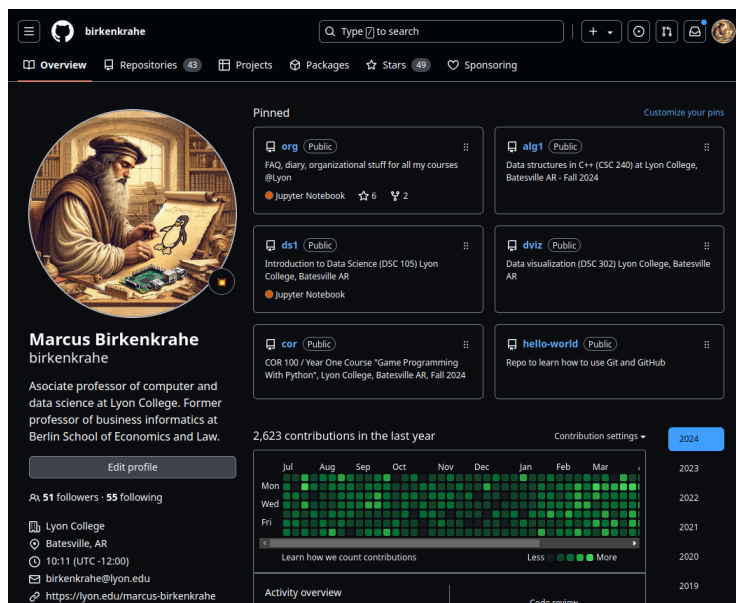 birkenkrahe
Type / to search
Overview
Repositories 43
Projects
Packages
Stars 49
Sponsoring
Marcus Birkenkrahe
birkenkrahe
Asociate professor of computer and
data science at Lyon College. Former
professor of business informatics at
Berlin School of Economics and Law.
Edit profile
51 followers · 55 following
Lyon College
Batesville, AR
10:11 (UTC -12:00)
birkenkrahe@lyon.edu
https://lyon.edu/marcus-birkenkrahe
Pinned
Customize your pins
org Public
FAQ, diary, organizational stuff for all my courses
@Lyon
Jupyter Notebook 6 2
alg1 Public
Data structures in C++ (CSC 240) at Lyon College,
Batesville AR - Fall 2024
ds1 Public
Introduction to Data Science (DSC 105) Lyon
College, Batesville AR
Jupyter Notebook
dviz Public
Data visualization (DSC 302) Lyon College, Batesville
AR
cor Public
COR 100 / Year One Course "Game Programming
With Python", Lyon College, Batesville AR, Fall 2024
hello-world Public
Repo to learn how to use Git and GitHub
2,623 contributions in the last year
Contribution settings
Jul Aug Sep Oct Nov Dec Jan Feb Mar
Mon
Wed
Fri
Learn how we count contributions
Less More
2024
2023
2022
2021
2020
2019
Activity overview
Code review